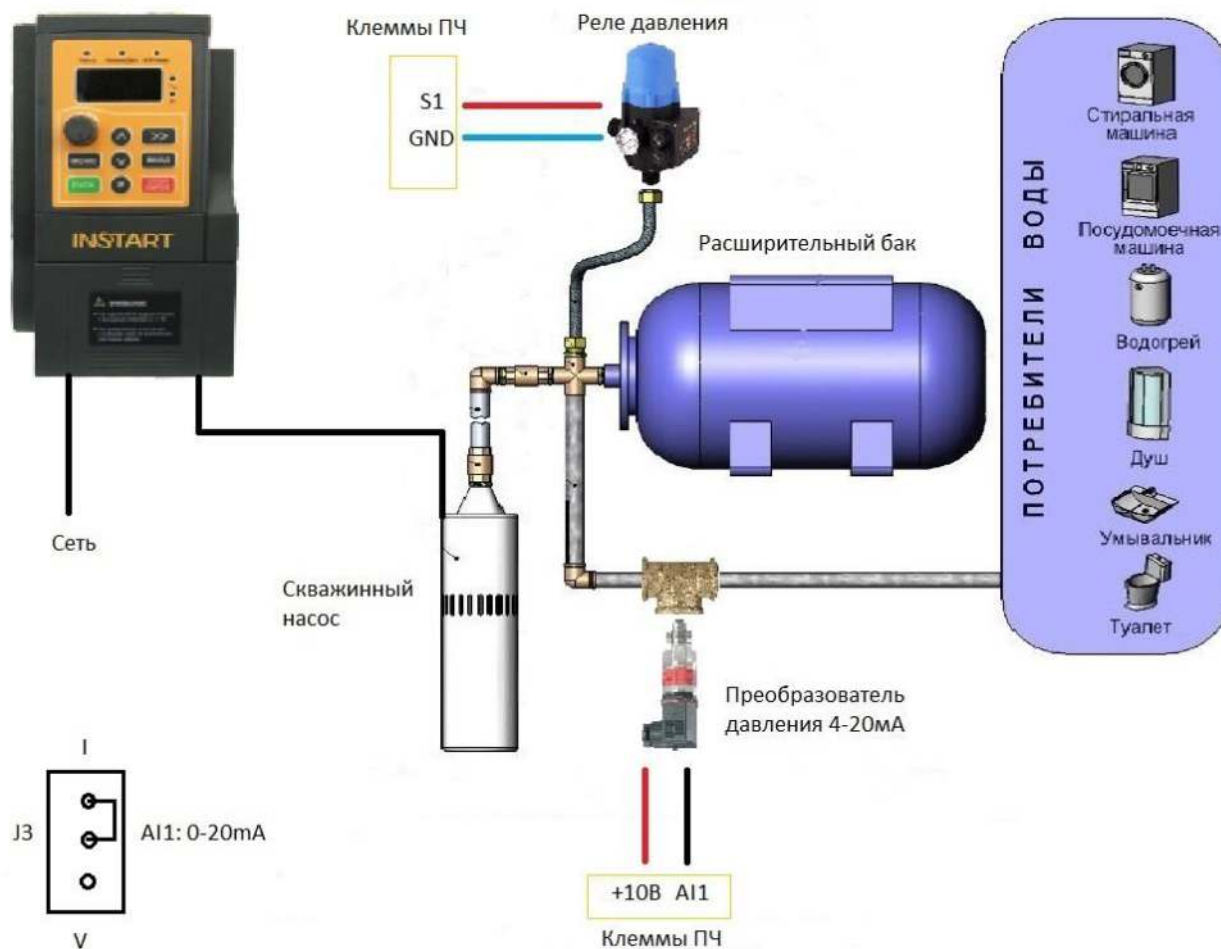 Клеммы ПЧ
Реле давления
S1
GND
INSTART
Расширительный бак
Сеть
Скважинный
насос
Преобразователь
давления 4-20мА
I
J3
AI1: 0-20mA
V
+10В AI1
Клеммы ПЧ
ПОТРЕБИТЕЛИ ВОДЫ
Стиральная
машина
Посудомоечная
машина
Водогрей
Душ
Умывальник
Туалет